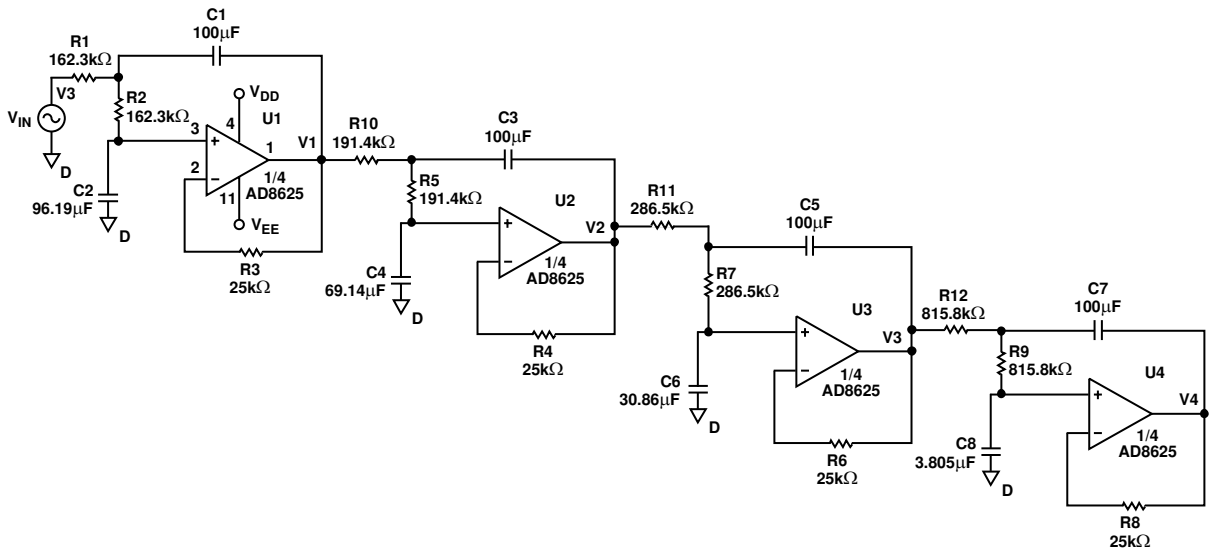 C1
100μF
R1
162.3kΩ
V3
VIN
D
R2
162.3kΩ
VDD
4
U1
3
+
1
V1
2
−
11
1/4
AD8625
VEE
C2
96.19μF
D
R3
25kΩ
R10
191.4kΩ
C3
100μF
R5
191.4kΩ
U2
+
−
V2
1/4
AD8625
C4
69.14μF
D
R4
25kΩ
R11
286.5kΩ
C5
100μF
R7
286.5kΩ
U3
+
−
V3
1/4
AD8625
C6
30.86μF
D
R6
25kΩ
R12
815.8kΩ
C7
100μF
R9
815.8kΩ
U4
+
−
V4
1/4
AD8625
C8
3.805μF
D
R8
25kΩ